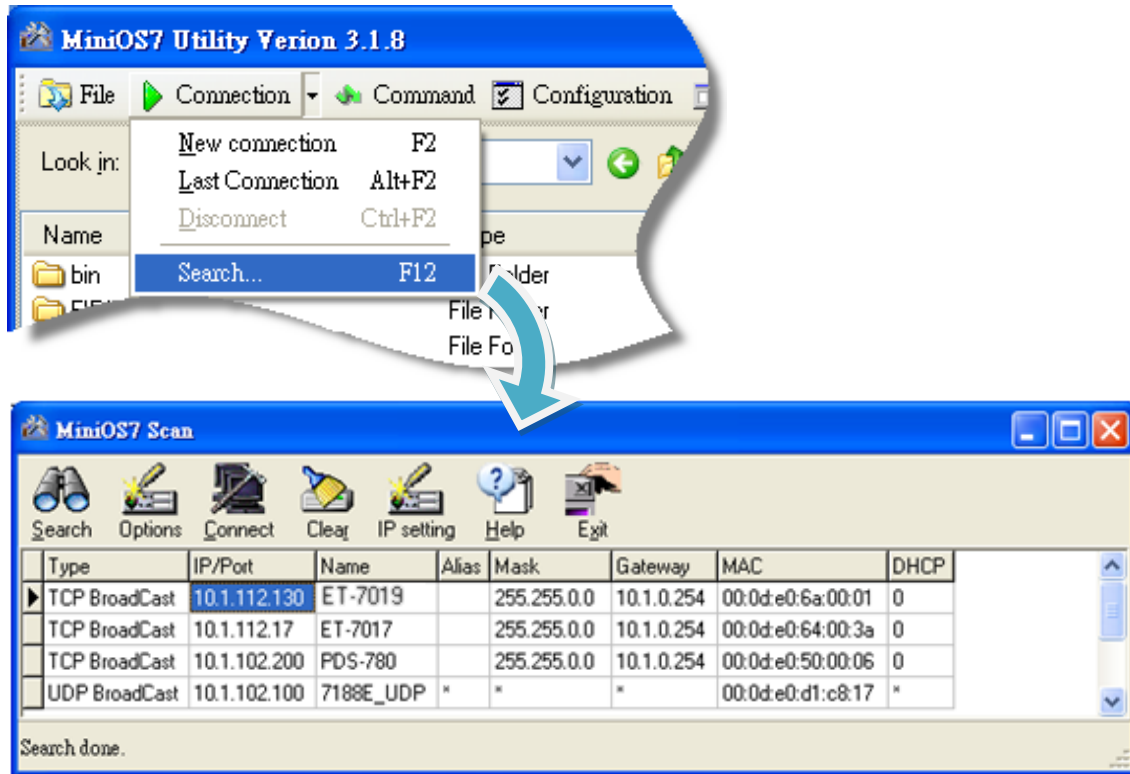 MiniOS7 Utility Verion 3.1.8
File Connection Command Configuration
Look in:
New connection F2
Last Connection Alt+F2
Disconnect Ctrl+F2
Search... F12
Name
bin
File
File Fo
MiniOS7 Scan
Search Options Connect Clear IP setting Help Exit
Type IP/Port Name Alias Mask Gateway MAC DHCP
TCP BroadCast 10.1.112.130 ET-7019 255.255.0.0 10.1.0.254 00:0d:e0:6a:00:01 0
TCP BroadCast 10.1.112.17 ET-7017 255.255.0.0 10.1.0.254 00:0d:e0:64:00:3a 0
TCP BroadCast 10.1.102.200 PDS-780 255.255.0.0 10.1.0.254 00:0d:e0:50:00:06 0
UDP BroadCast 10.1.102.100 7188E_UDP * * * 00:0d:e0:d1:c8:17 *
Search done.